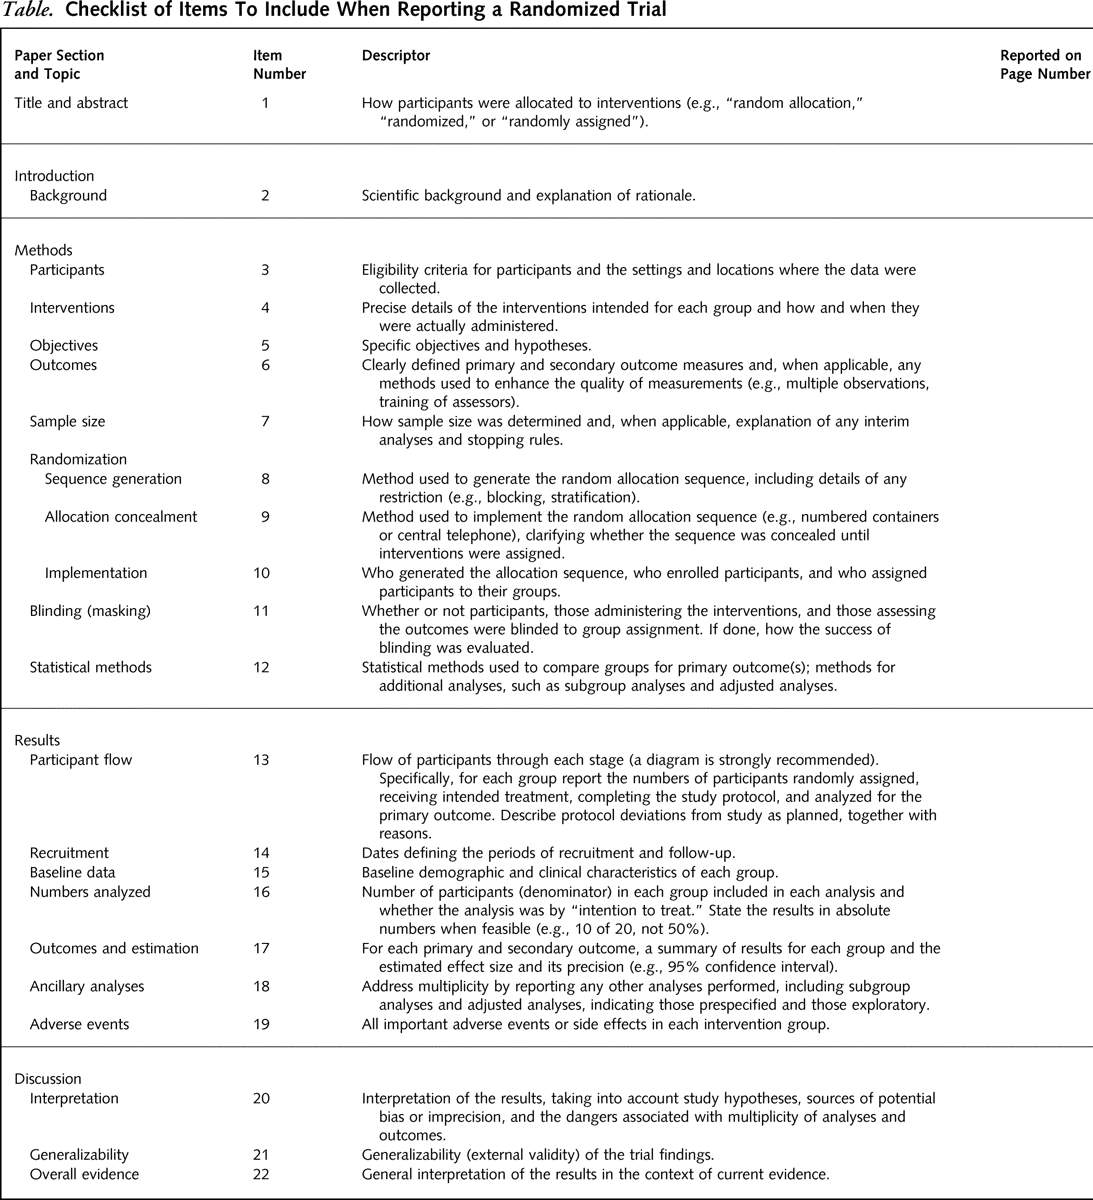 Table. Checklist of Items To Include When Reporting a Randomized Trial
Paper Section and Topic Item Number Descriptor Reported on Page Number
Title and abstract 1 How participants were allocated to interventions (e.g., “random allocation,”
“randomized,” or “randomly assigned”).
Introduction
Background 2 Scientific background and explanation of rationale.
Methods
Participants 3 Eligibility criteria for participants and the settings and locations where the data were
collected.
Interventions 4 Precise details of the interventions intended for each group and how and when they
were actually administered.
Objectives 5 Specific objectives and hypotheses.
Outcomes 6 Clearly defined primary and secondary outcome measures and, when applicable, any
methods used to enhance the quality of measurements (e.g., multiple observations,
training of assessors).
Sample size 7 How sample size was determined and, when applicable, explanation of any interim
analyses and stopping rules.
Randomization
Sequence generation 8 Method used to generate the random allocation sequence, including details of any
restriction (e.g., blocking, stratification).
Allocation concealment 9 Method used to implement the random allocation sequence (e.g., numbered containers
or central telephone), clarifying whether the sequence was concealed until
interventions were assigned.
Implementation 10 Who generated the allocation sequence, who enrolled participants, and who assigned
participants to their groups.
Blinding (masking) 11 Whether or not participants, those administering the interventions, and those assessing
the outcomes were blinded to group assignment. If done, how the success of
blinding was evaluated.
Statistical methods 12 Statistical methods used to compare groups for primary outcome(s); methods for
additional analyses, such as subgroup analyses and adjusted analyses.
Results
Participant flow 13 Flow of participants through each stage (a diagram is strongly recommended).
Specifically, for each group report the numbers of participants randomly assigned,
receiving intended treatment, completing the study protocol, and analyzed for the
primary outcome. Describe protocol deviations from study as planned, together with
reasons.
Recruitment 14 Dates defining the periods of recruitment and follow-up.
Baseline data 15 Baseline demographic and clinical characteristics of each group.
Numbers analyzed 16 Number of participants (denominator) in each group included in each analysis and
whether the analysis was by “intention to treat.” State the results in absolute
numbers when feasible (e.g., 10 of 20, not 50%).
Outcomes and estimation 17 For each primary and secondary outcome, a summary of results for each group and the
estimated effect size and its precision (e.g., 95% confidence interval).
Ancillary analyses 18 Address multiplicity by reporting any other analyses performed, including subgroup
analyses and adjusted analyses, indicating those prespecified and those exploratory.
Adverse events 19 All important adverse events or side effects in each intervention group.
Discussion
Interpretation 20 Interpretation of the results, taking into account study hypotheses, sources of potential
bias or imprecision, and the dangers associated with multiplicity of analyses and
outcomes.
Generalizability 21 Generalizability (external validity) of the trial findings.
Overall evidence 22 General interpretation of the results in the context of current evidence.